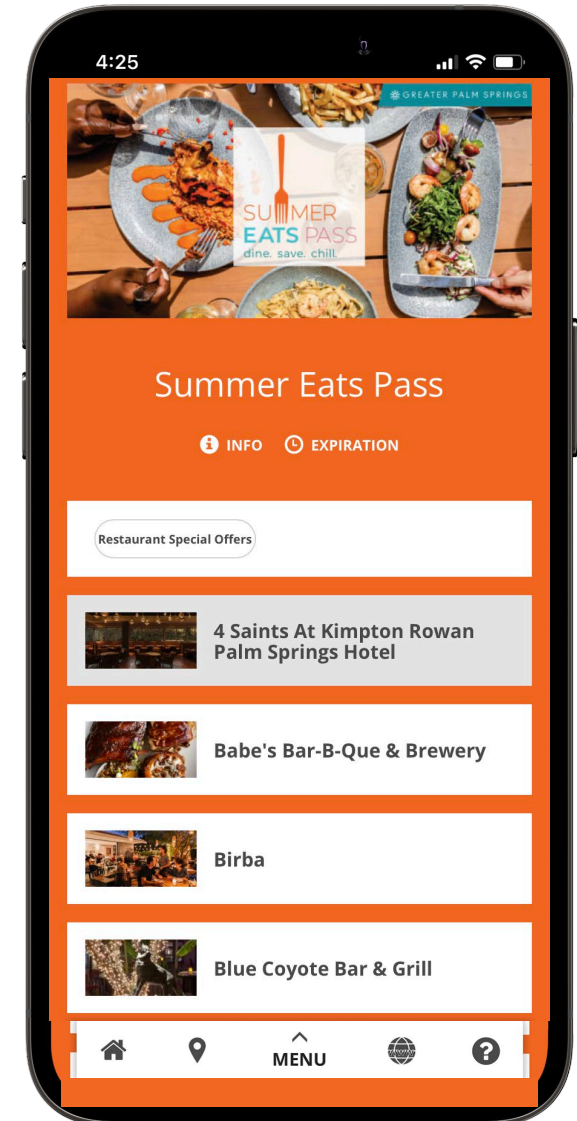 4:25
GREATER PALM SPRINGS
SUMMER
EATS PASS
dine. save. chill.
Summer Eats Pass
INFO EXPIRATION
Restaurant Special Offers
4 Saints At Kimpton Rowan
Palm Springs Hotel
Babe's Bar-B-Que & Brewery
Birba
Blue Coyote Bar & Grill
MENU